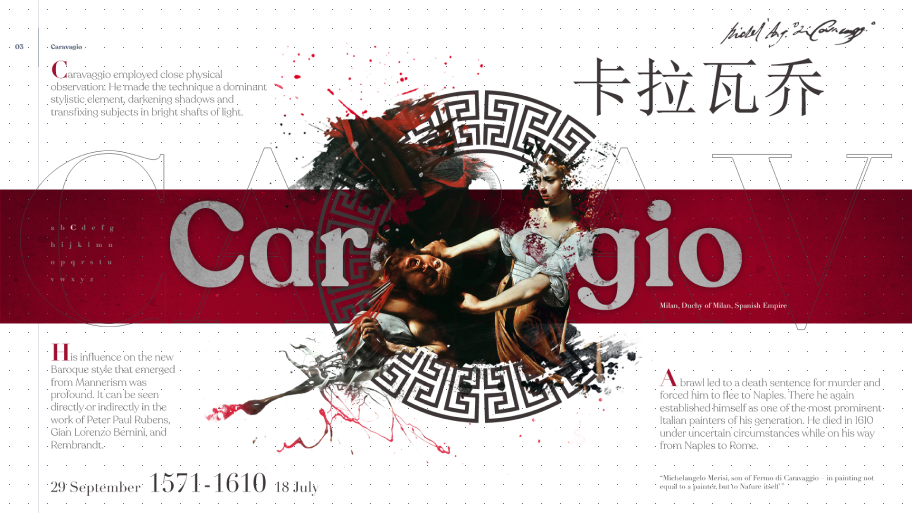 03
Caravagio
Caravaggio employed close physical
observation. He made the technique a dominant
stylistic element, darkening shadows and
transfixing subjects in bright shafts of light.
卡拉瓦乔
CARAV
a b C d e f g
h i j k l m n
o p q r s t u
v w x y z
Caravagio
Milan, Duchy of Milan, Spanish Empire
His influence on the new
Baroque style that emerged
from Mannerism was
profound. It can be seen
directly or indirectly in the
work of Peter Paul Rubens,
Gian Lorenzo Bernini, and
Rembrandt.
A brawl led to a death sentence for murder and
forced him to flee to Naples. There he again
established himself as one of the most prominent
Italian painters of his generation. He died in 1610
under uncertain circumstances while on his way
from Naples to Rome.
29 September 1571-1610 18 July
"Michelangelo Merisi, son of Fermo di Caravaggio – in painting not
equal to a painter, but to Nature itself"